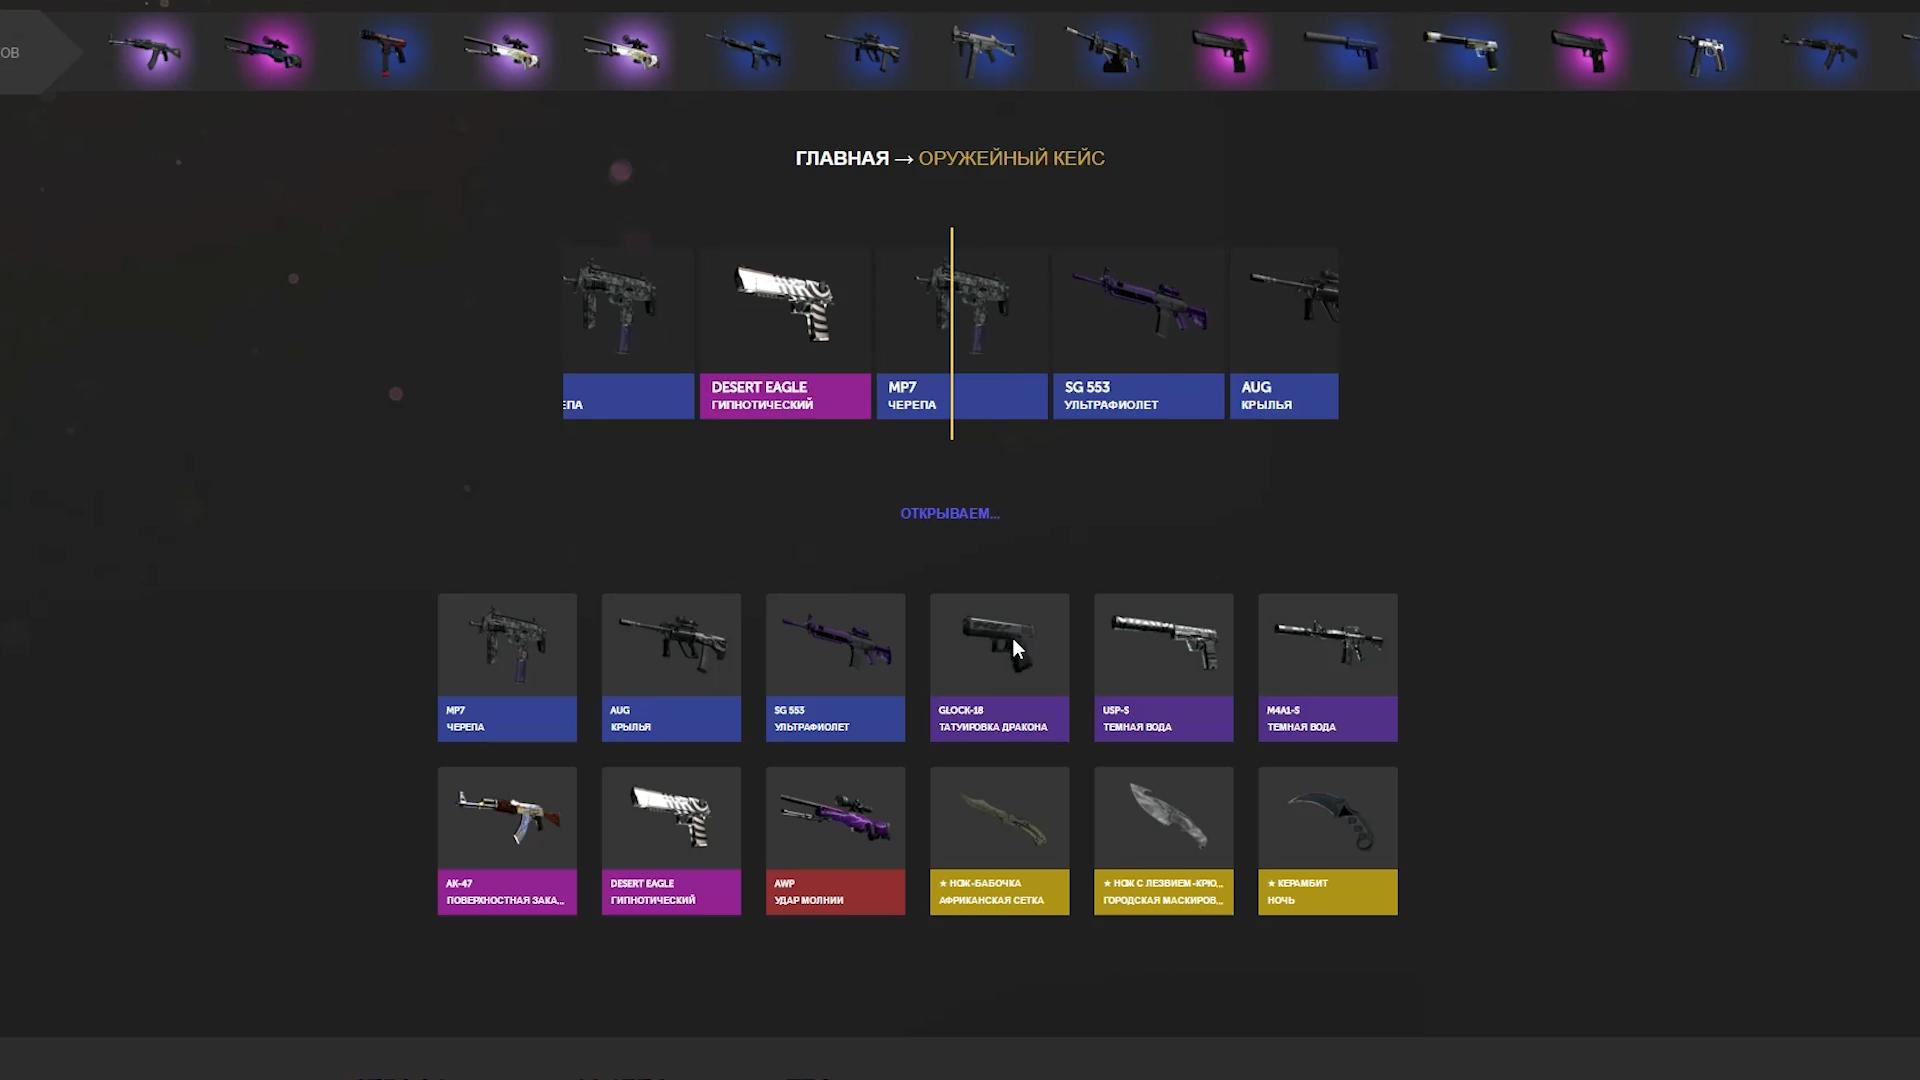 ОВ
ГЛАВНАЯ → ОРУЖЕЙНЫЙ КЕЙС
ЕПА
DESERT EAGLE
ГИПНОТИЧЕСКИЙ
MP7
ЧЕРЕПА
SG 553
УЛЬТРАФИОЛЕТ
AUG
КРЫЛЬЯ
ОТКРЫВАЕМ...
MP7
ЧЕРЕПА
AUG
КРЫЛЬЯ
SG 553
УЛЬТРАФИОЛЕТ
GLOCK-18
ТАТУИРОВКА ДРАКОНА
USP-S
ТЕМНАЯ ВОДА
M4A1-S
ТЕМНАЯ ВОДА
AK-47
ПОВЕРХНОСТНАЯ ЗАКА...
DESERT EAGLE
ГИПНОТИЧЕСКИЙ
AWP
УДАР МОЛНИИ
★ НОЖ-БАБОЧКА
АФРИКАНСКАЯ СЕТКА
★ НОЖ С ЛЕЗВИЕМ-КРЮ...
ГОРОДСКАЯ МАСКИРОВ...
★ КЕРАМБИТ
НОЧЬ